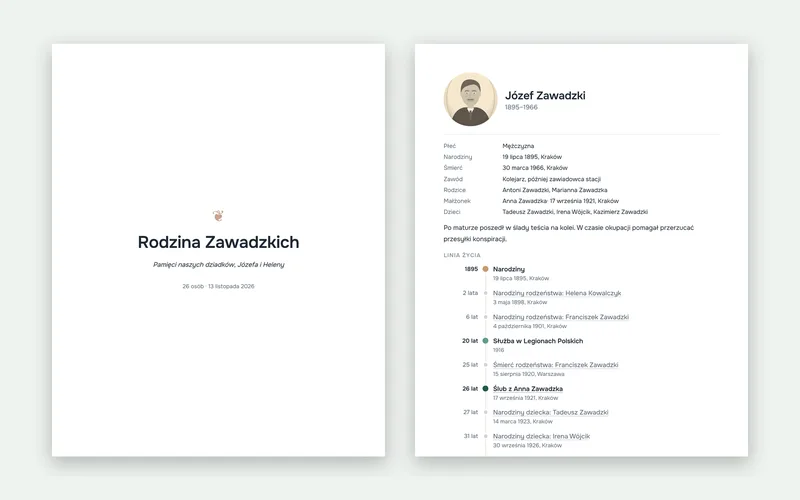 Rodzina Zawadzkich
Pamięci naszych dziadków, Józefa i Heleny
26 osób · 13 listopada 2026
Józef Zawadzki
1895–1966
Płeć Mężczyzna
Narodziny 19 lipca 1895, Kraków
Śmierć 30 marca 1966, Kraków
Zawód Kolejarz, później zawiadowca stacji
Rodzice Antoni Zawadzki, Marianna Zawadzka
Małżonek Anna Zawadzka· 17 września 1921, Kraków
Dzieci Tadeusz Zawadzki, Irena Wójcik, Kazimierz Zawadzki
Po maturze poszedł w ślady teścia na kolei. W czasie okupacji pomagał przerzucać
przesyłki konspiracji.
LINIA ŻYCIA
1895 Narodziny
19 lipca 1895, Kraków
2 lata Narodziny rodzeństwa: Helena Kowalczyk
3 maja 1898, Kraków
6 lat Narodziny rodzeństwa: Franciszek Zawadzki
4 października 1901, Kraków
20 lat Służba w Legionach Polskich
1916
25 lat Śmierć rodzeństwa: Franciszek Zawadzki
15 sierpnia 1920, Warszawa
26 lat Ślub z Anna Zawadzka
17 września 1921, Kraków
27 lat Narodziny dziecka: Tadeusz Zawadzki
14 marca 1923, Kraków
31 lat Narodziny dziecka: Irena Wójcik
30 września 1926, Kraków